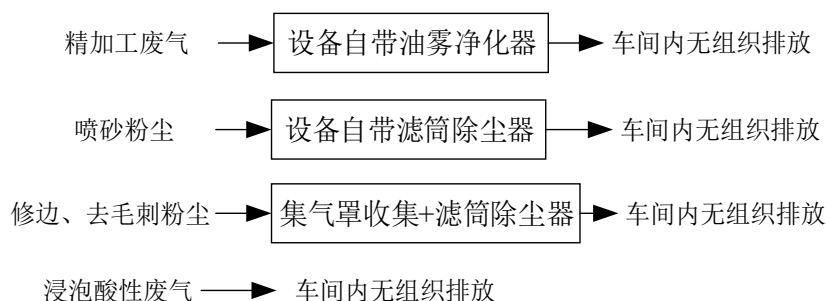 精加工废气 设备自带油雾净化器 车间内无组织排放
喷砂粉尘 设备自带滤筒除尘器 车间内无组织排放
修边、去毛刺粉尘 集气罩收集+滤筒除尘器 车间内无组织排放
浸泡酸性废气 车间内无组织排放